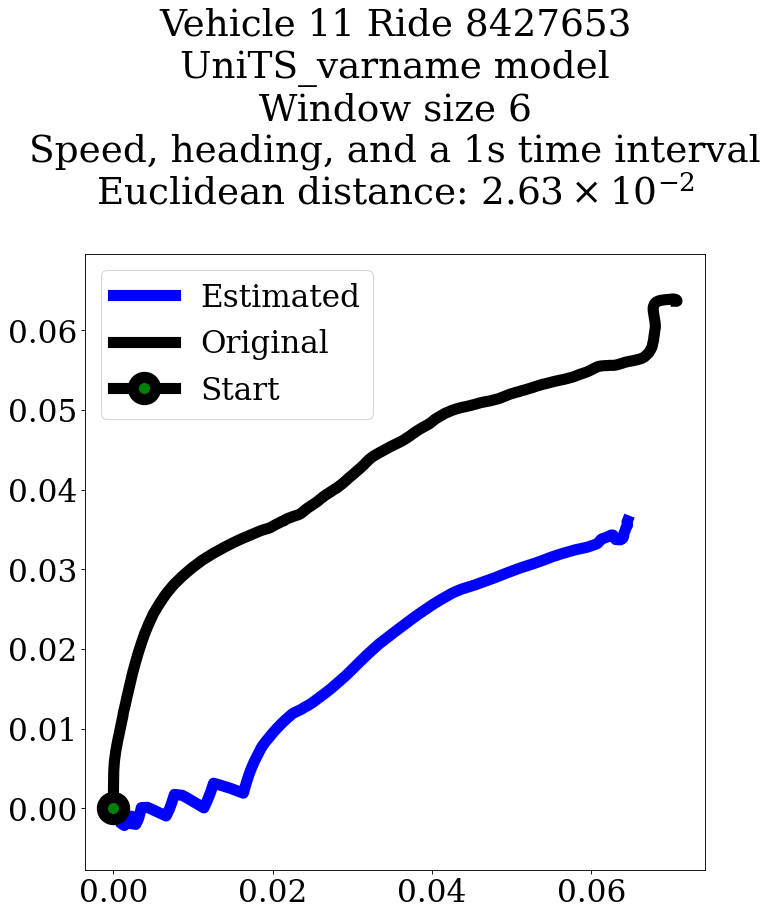 Vehicle 11 Ride 8427653
UniTS_varname model
Window size 6
Speed, heading, and a 1s time interval
Euclidean distance: 2.63 × 10⁻²
Estimated
Original
Start
0.06
0.05
0.04
0.03
0.02
0.01
0.00
0.00 0.02 0.04 0.06